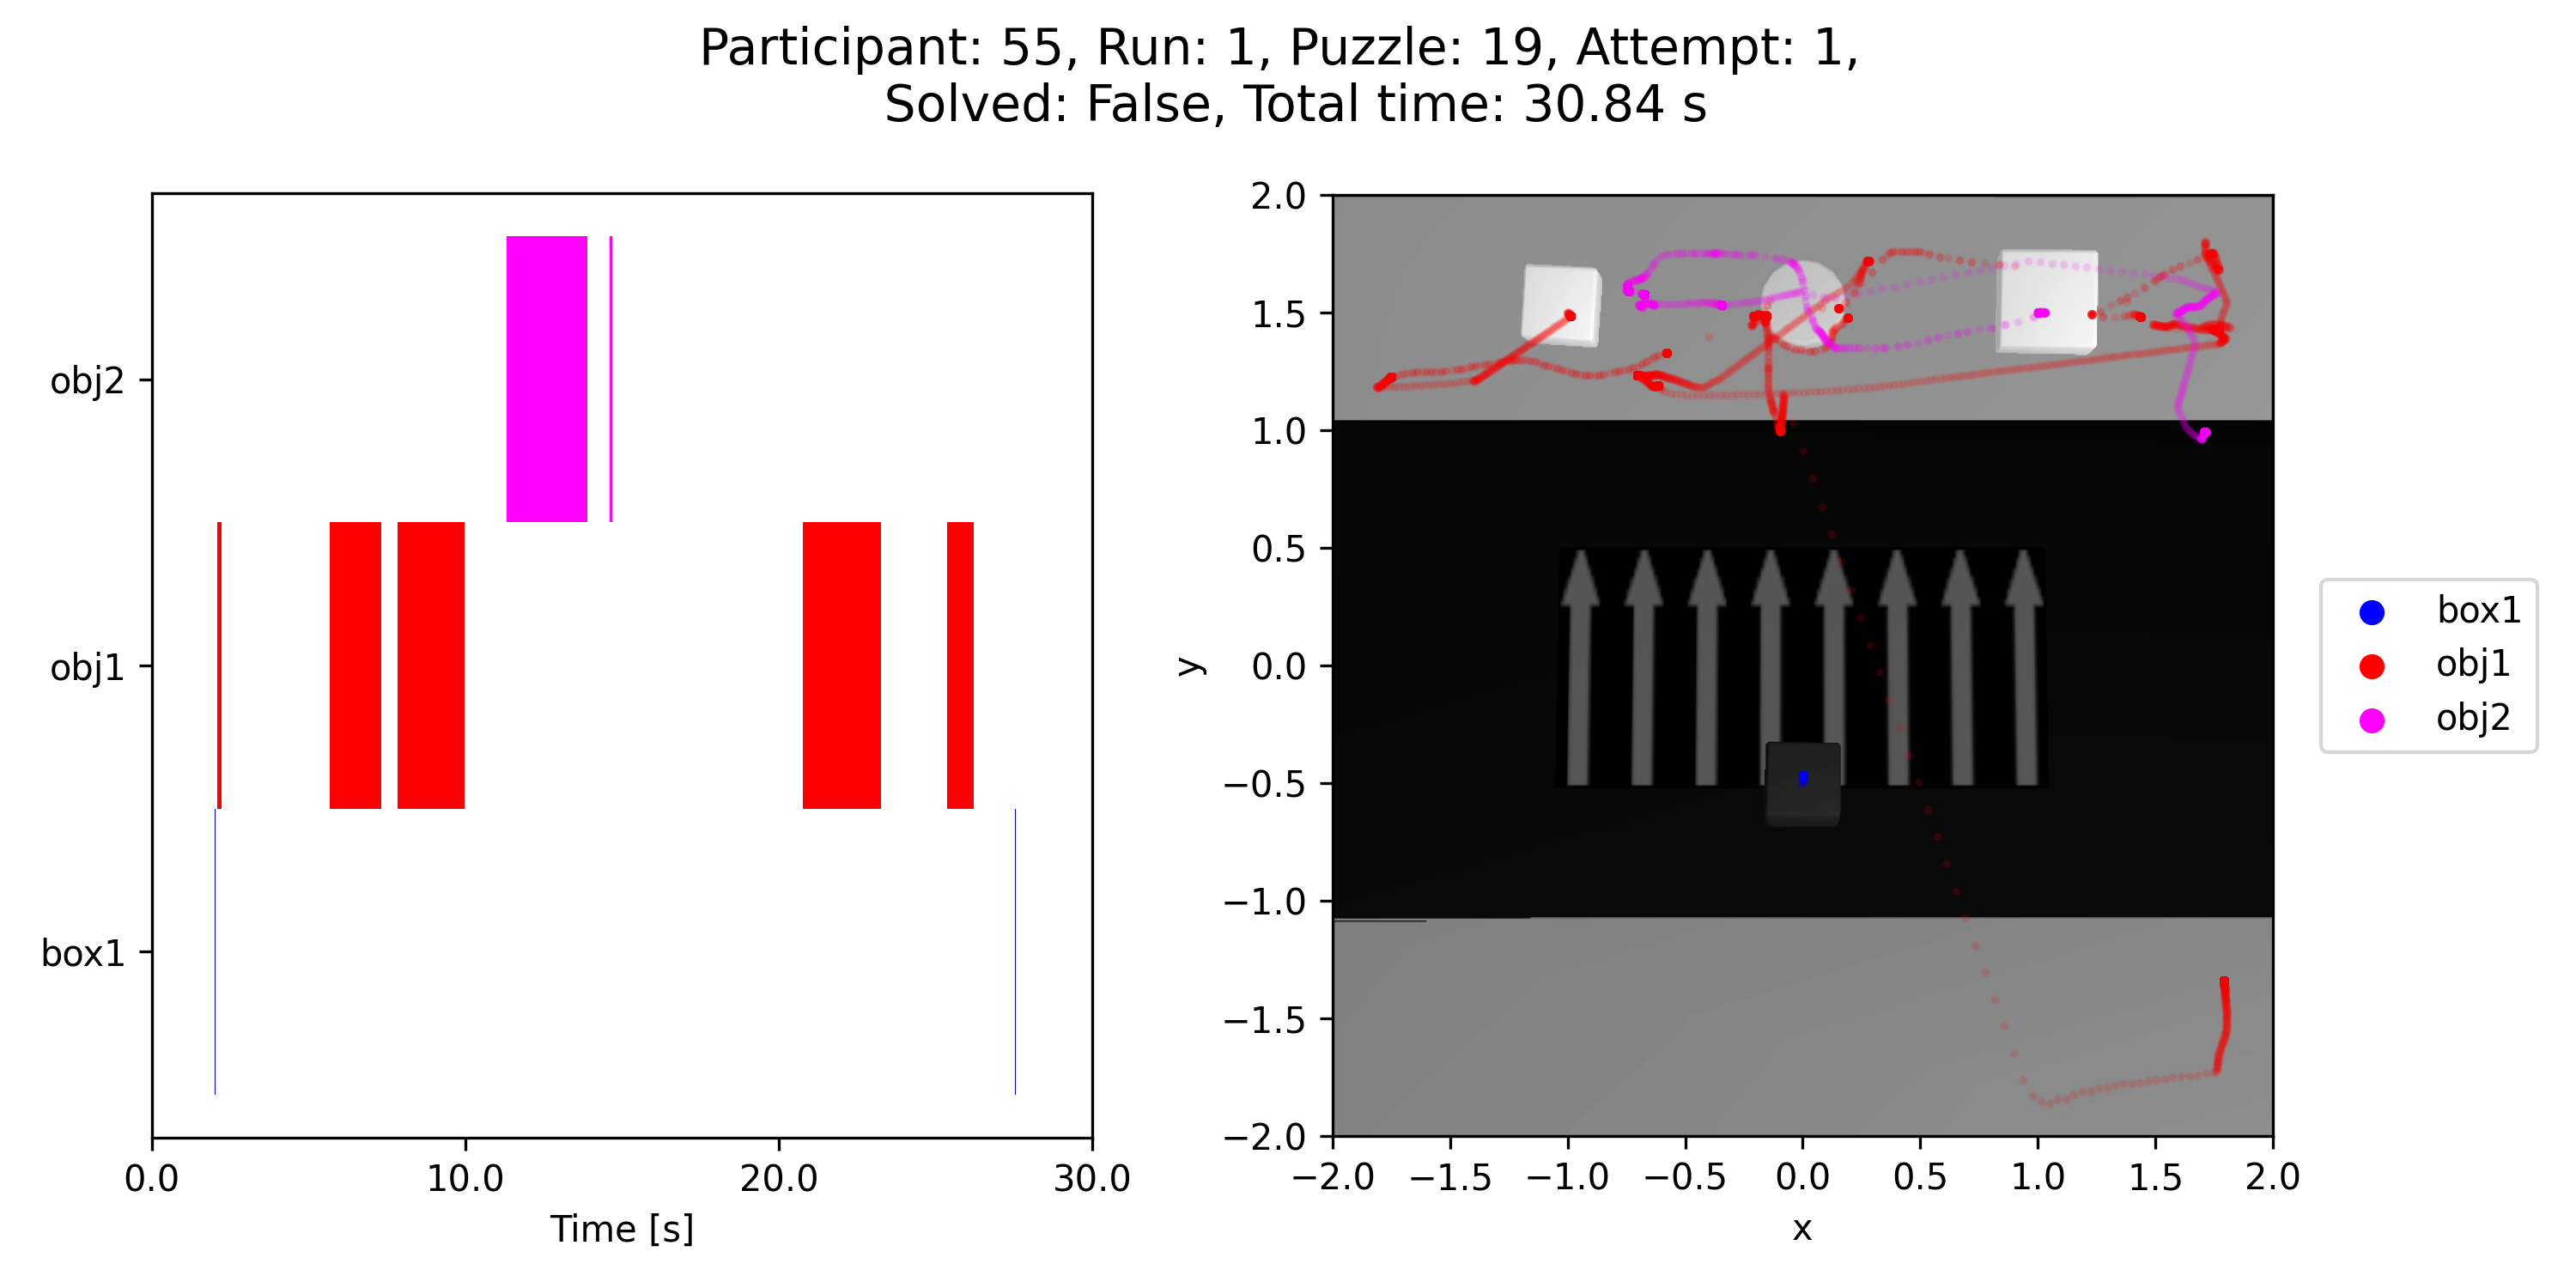 Participant: 55, Run: 1, Puzzle: 19, Attempt: 1,
Solved: False, Total time: 30.84 s
obj2
obj1
box1
0.0 10.0 20.0 30.0
Time [s]
2.0
1.5
1.0
0.5
0.0
−0.5
−1.0
−1.5
−2.0
y
−2.0 −1.5 −1.0 −0.5 0.0 0.5 1.0 1.5 2.0
x
box1
obj1
obj2